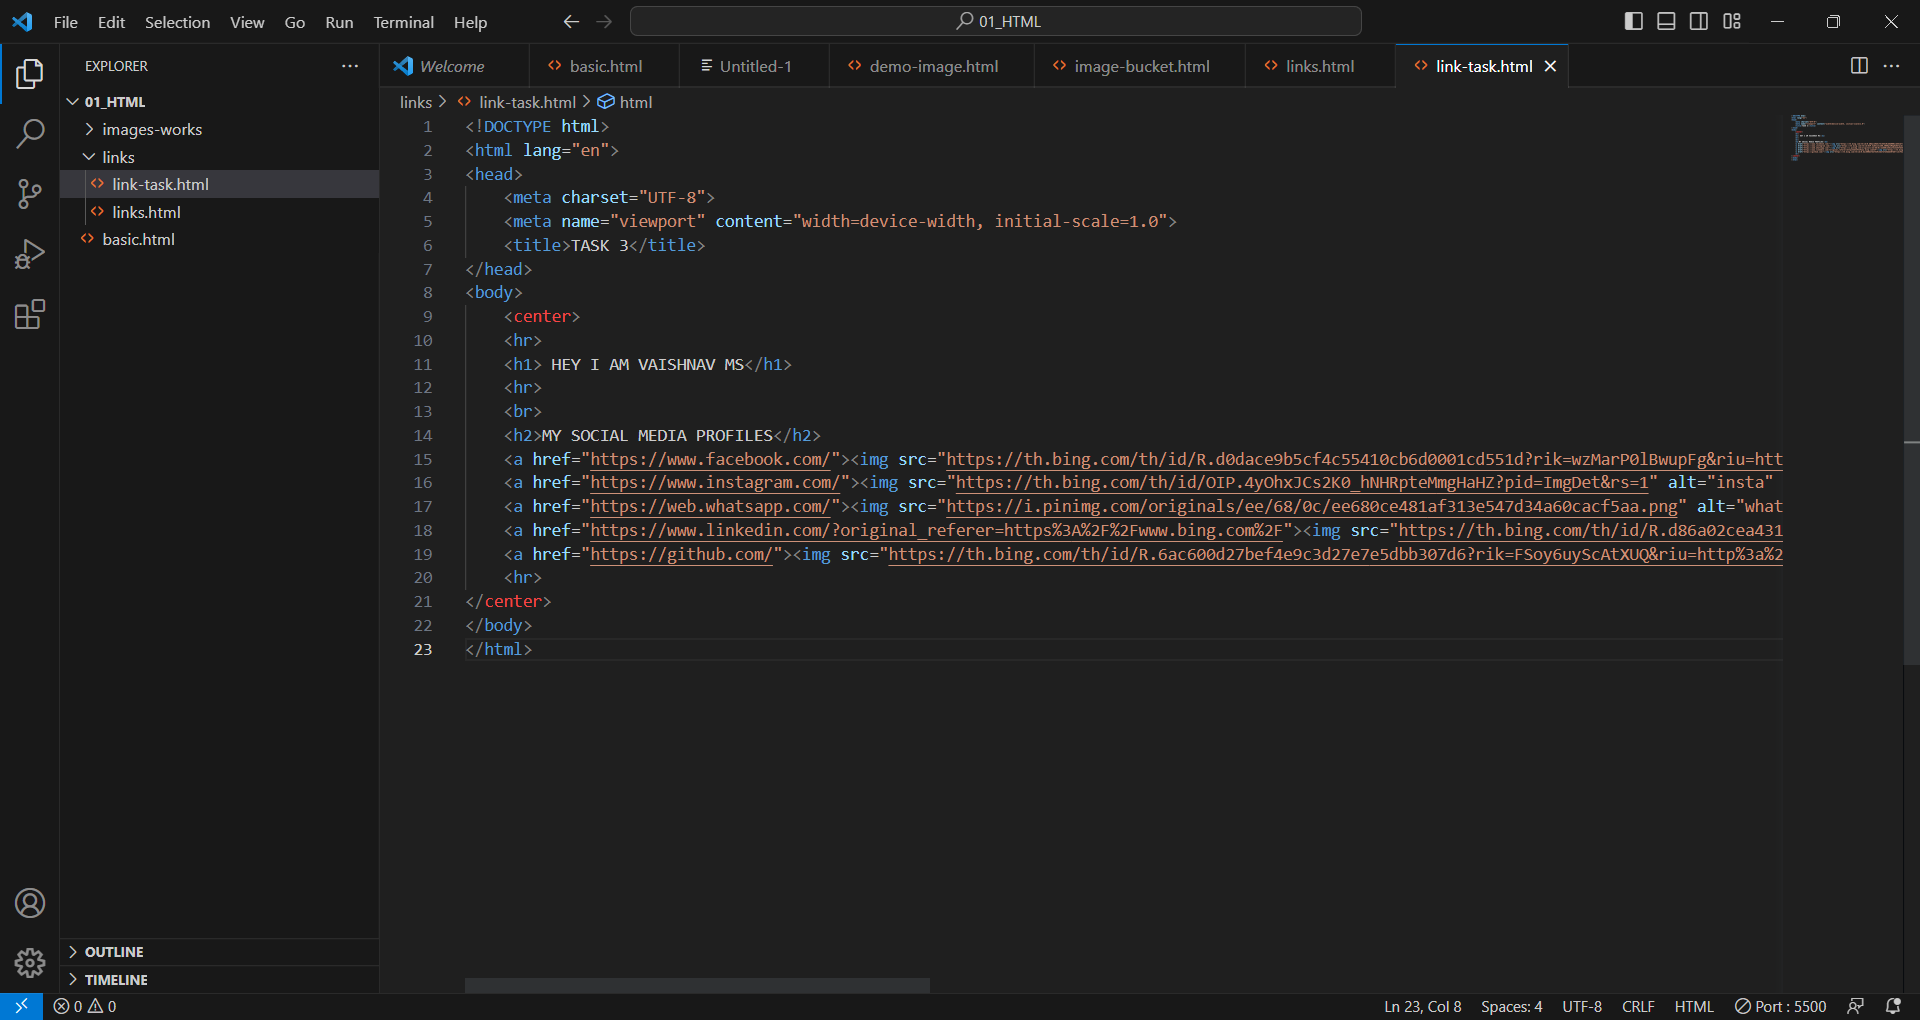 File Edit Selection View Go Run Terminal Help
01_HTML
EXPLORER
01_HTML
images-works
links
link-task.html
links.html
basic.html
OUTLINE
TIMELINE
Welcome basic.html Untitled-1 demo-image.html image-bucket.html links.html link-task.html
links > link-task.html > html
1 <!DOCTYPE html>
2 <html lang="en">
3 <head>
4 <meta charset="UTF-8">
5 <meta name="viewport" content="width=device-width, initial-scale=1.0">
6 <title>TASK 3</title>
7 </head>
8 <body>
9 <center>
10 <hr>
11 <h1> HEY I AM VAISHNAV MS</h1>
12 <hr>
13 <br>
14 <h2>MY SOCIAL MEDIA PROFILES</h2>
15 <a href="https://www.facebook.com/"><img src="https://th.bing.com/th/id/R.d0dace9b5cf4c55410cb6d0001cd551d?rik=wzMarP0lBwupFg&riu=htt
16 <a href="https://www.instagram.com/"><img src="https://th.bing.com/th/id/OIP.4yOhxJCs2K0_hNHRpteMmgHaHZ?pid=ImgDet&rs=1" alt="insta"
17 <a href="https://web.whatsapp.com/"><img src="https://i.pinimg.com/originals/ee/68/0c/ee680ce481af313e547d34a60cacf5aa.png" alt="what
18 <a href="https://www.linkedin.com/?original_referer=https%3A%2F%2Fwww.bing.com%2F"><img src="https://th.bing.com/th/id/R.d86a02cea431
19 <a href="https://github.com/"><img src="https://th.bing.com/th/id/R.6ac600d27bef4e9c3d27e7e5dbb307d6?rik=FSoy6uyScAtXUQ&riu=http%3a%2
20 <hr>
21 </center>
22 </body>
23 </html>
0 0
Ln 23, Col 8 Spaces: 4 UTF-8 CRLF HTML Port : 5500